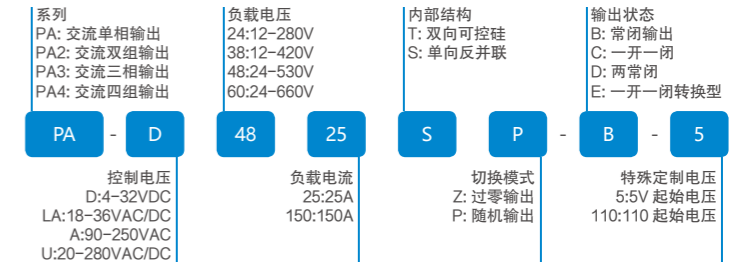 系列
PA: 交流单相输出
PA2: 交流双组输出
PA3: 交流三相输出
PA4: 交流四组输出
负载电压
24:12-280V
38:12-420V
48:24-530V
60:24-660V
内部结构
T: 双向可控硅
S: 单向反并联
输出状态
B: 常闭输出
C: 一开一闭
D: 两常闭
E: 一开一闭转换型
PA - D 48 25 S P - B - 5
控制电压
D:4-32VDC
LA:18-36VAC/DC
A:90-250VAC
U:20-280VAC/DC
负载电流
25:25A
150:150A
切换模式
Z: 过零输出
P: 随机输出
特殊定制电压
5:5V 起始电压
110:110 起始电压